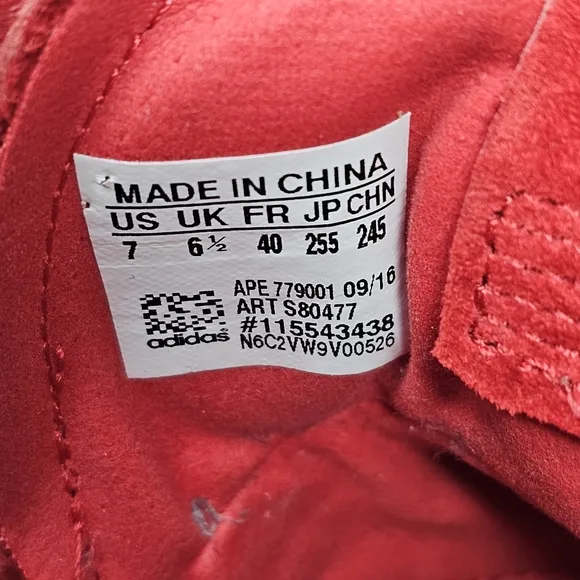 MADE IN CHINA
US UK FR JP CHN
7 6½ 40 255 245
APE 779001 09/16
ART S80477
#115543438
adidas N6C2VW9V00526